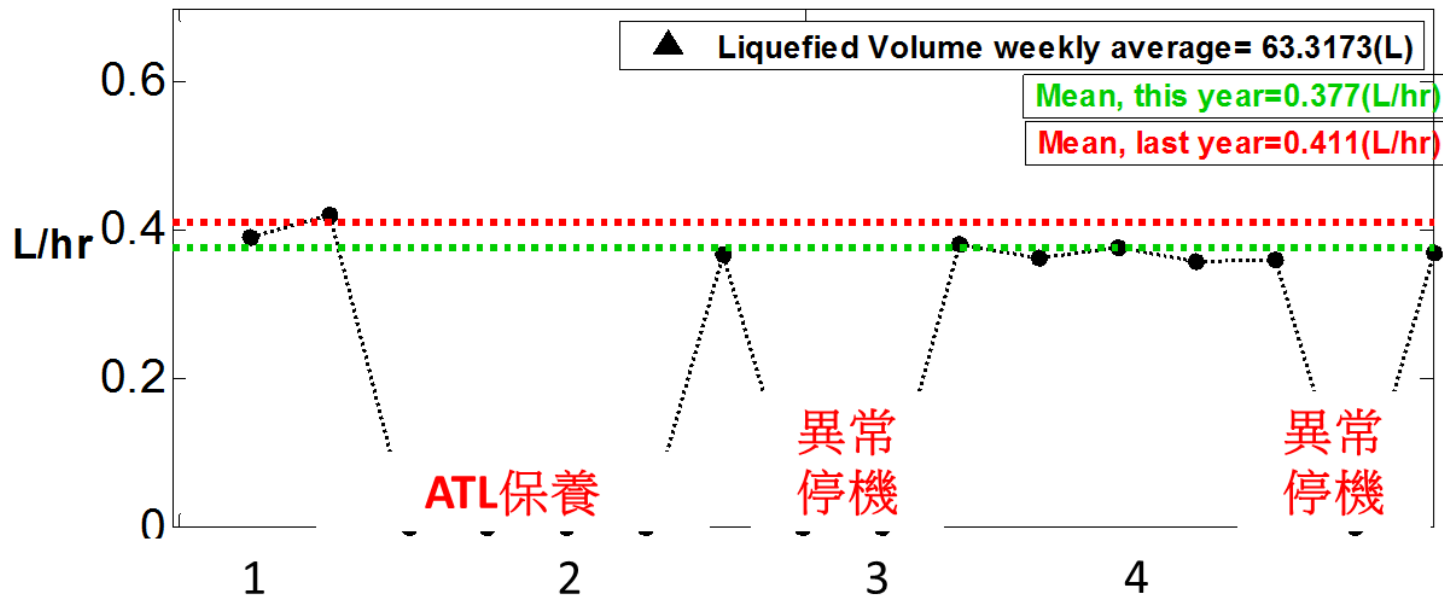 Liquefied Volume weekly average= 63.3173(L)
Mean, this year=0.377(L/hr)
Mean, last year=0.411(L/hr)
0.6
0.4
L/hr
0.2
0
ATL保養
異常
停機
異常
停機
1 2 3 4